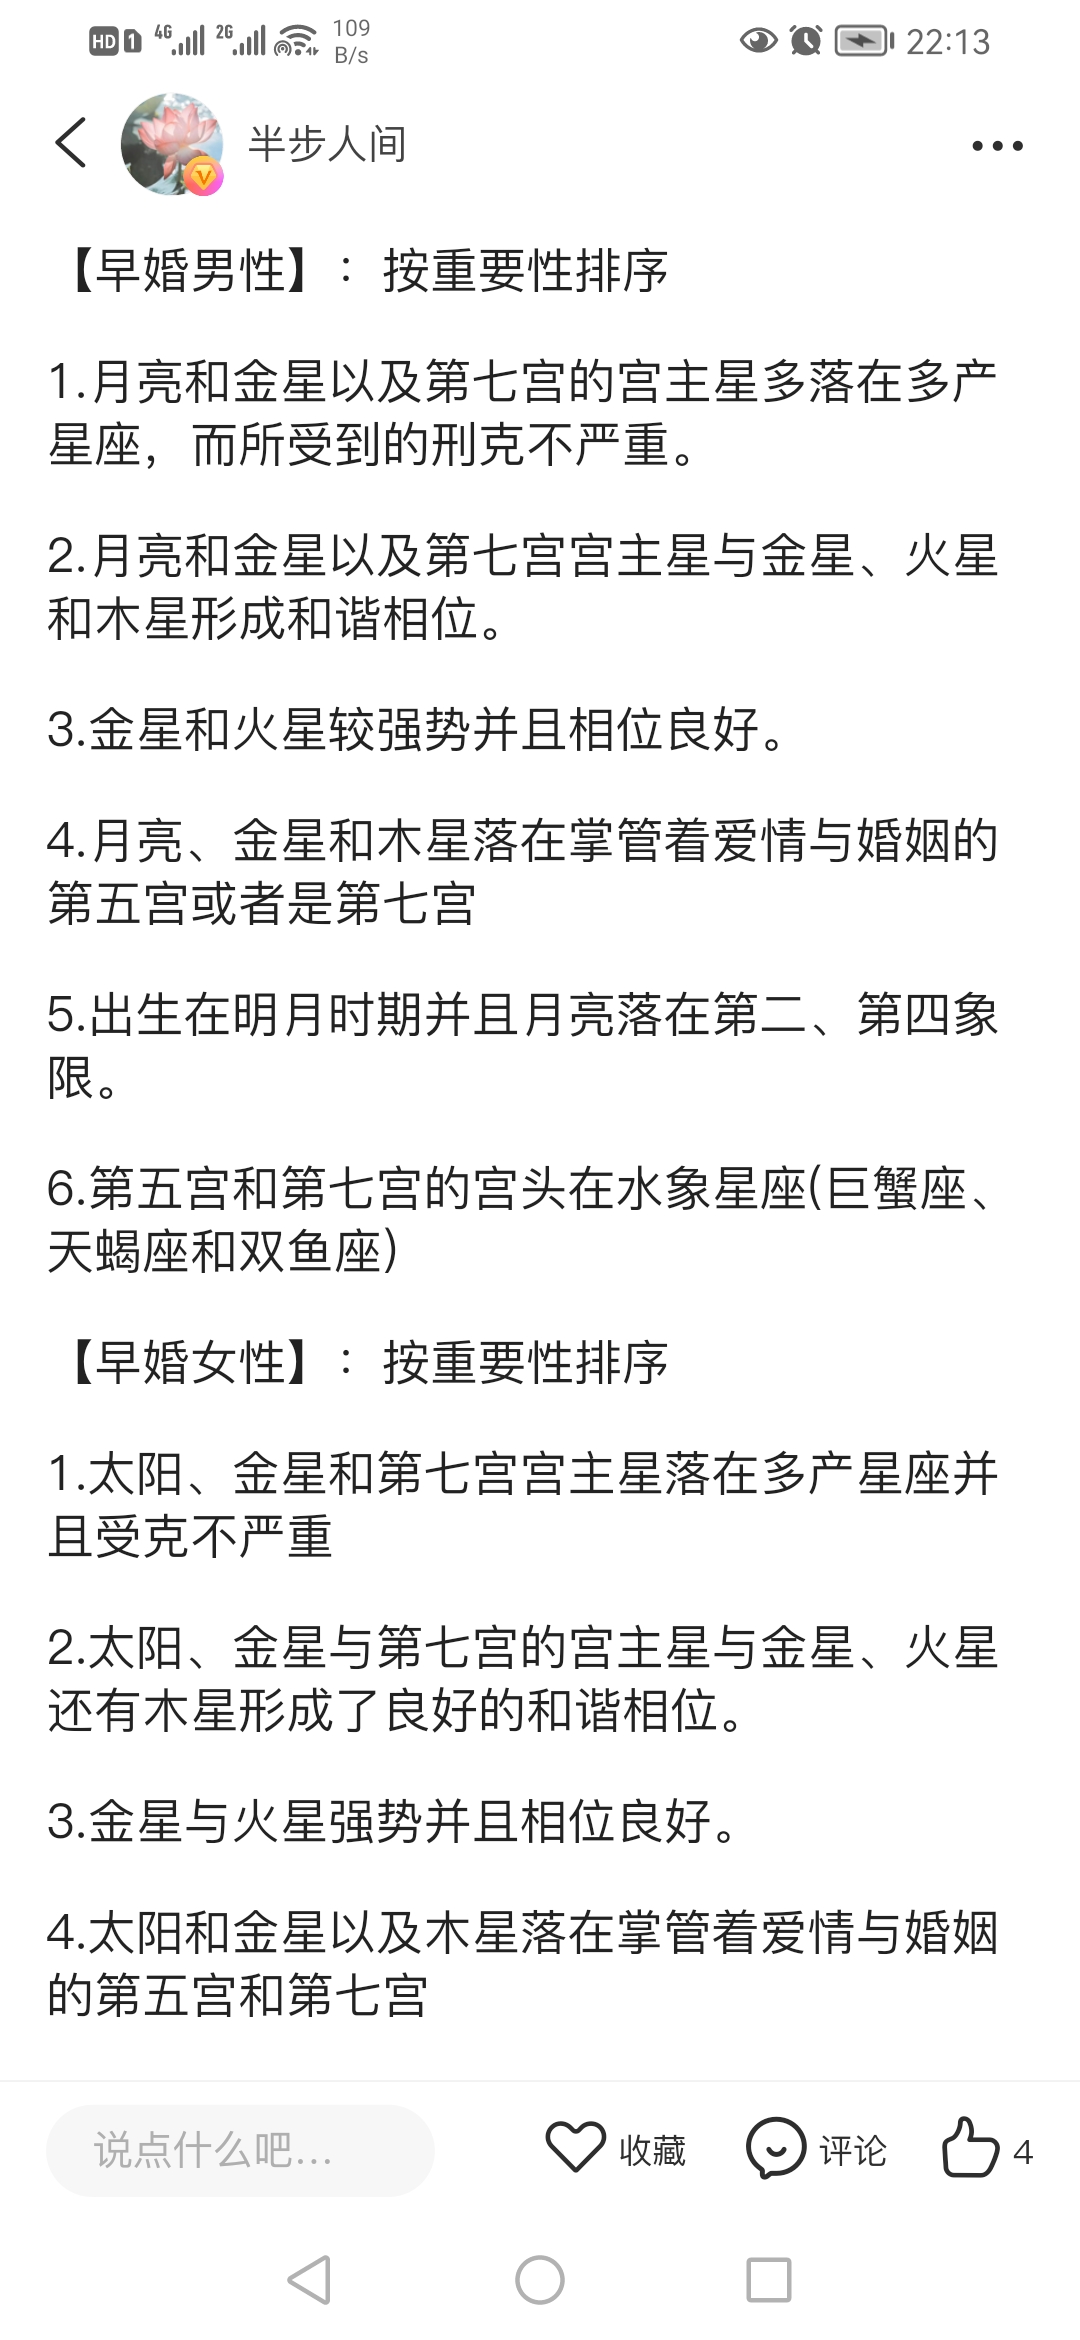 HD 1 4G 2G 109 B/s 22:13
半步人间
【早婚男性】：按重要性排序
1.月亮和金星以及第七宫的宫主星多落在多产
星座，而所受到的刑克不严重。
2.月亮和金星以及第七宫宫主星与金星、火星
和木星形成和谐相位。
3.金星和火星较强势并且相位良好。
4.月亮、金星和木星落在掌管着爱情与婚姻的
第五宫或者是第七宫
5.出生在明月时期并且月亮落在第二、第四象
限。
6.第五宫和第七宫的宫头在水象星座(巨蟹座、
天蝎座和双鱼座)
【早婚女性】：按重要性排序
1.太阳、金星和第七宫宫主星落在多产星座并
且受克不严重
2.太阳、金星与第七宫的宫主星与金星、火星
还有木星形成了良好的和谐相位。
3.金星与火星强势并且相位良好。
4.太阳和金星以及木星落在掌管着爱情与婚姻
的第五宫和第七宫
说点什么吧... 收藏 评论 4